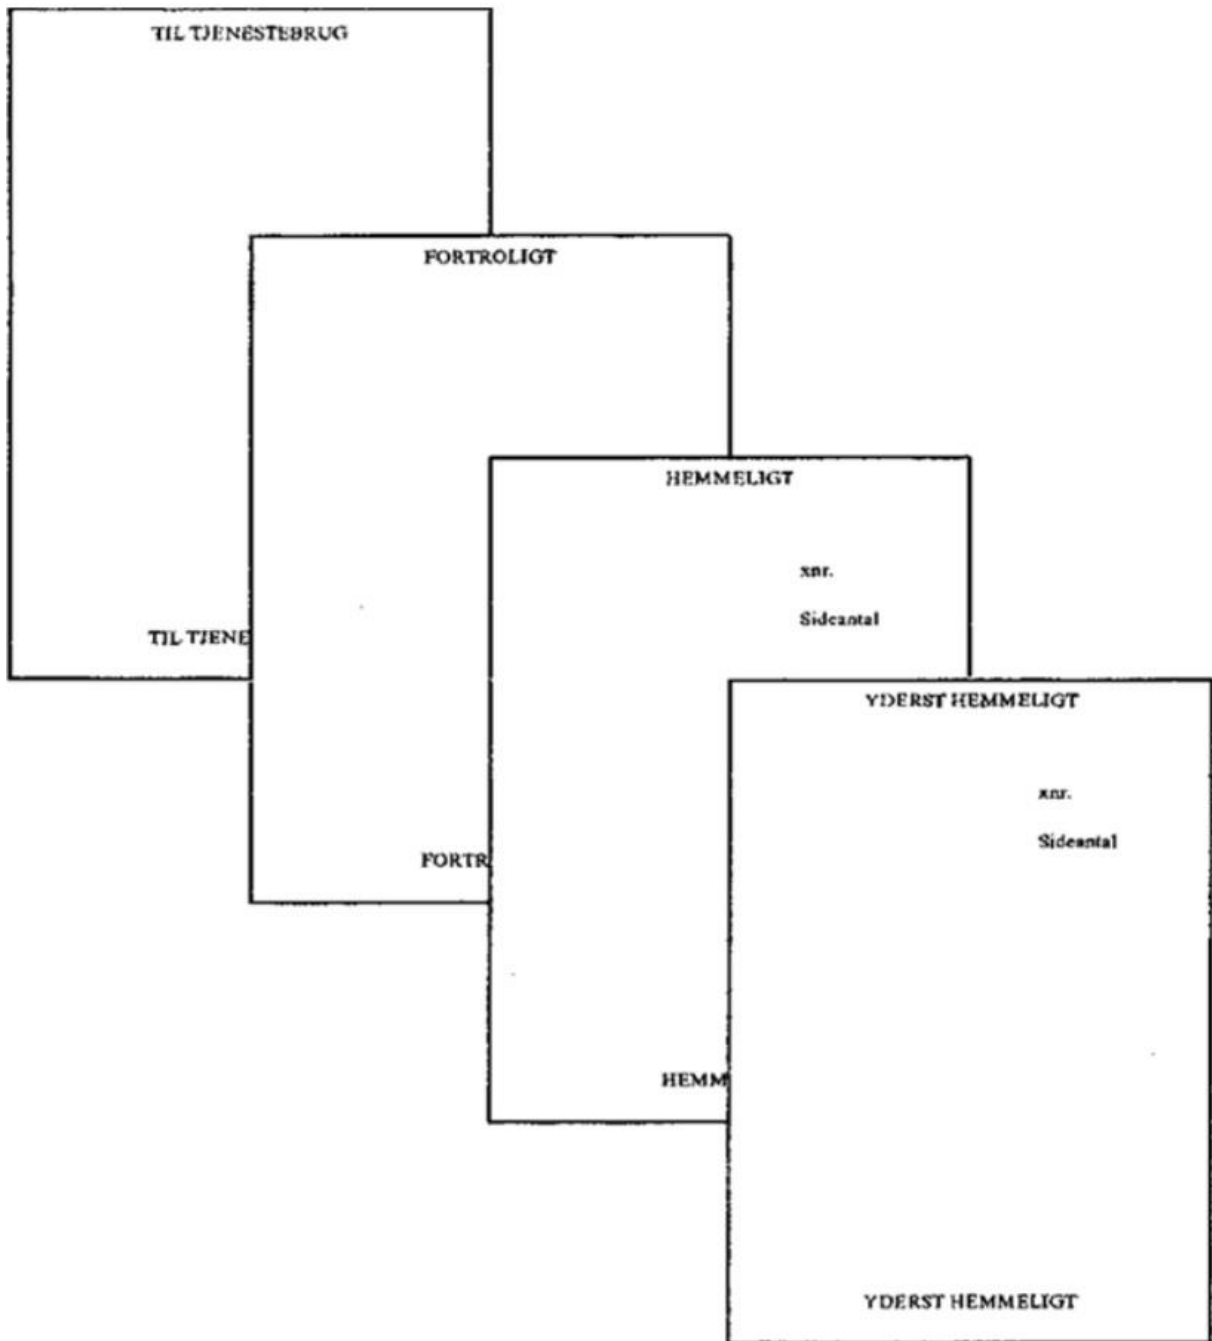 TIL TJENESTEBRUG
FORTROLIGT
HEMMELIGT
xnr.
Sideantal
TIL TJENE
YDERST HEMMELIGT
xnr.
Sideantal
FORTR
HEMM
YDERST HEMMELIGT